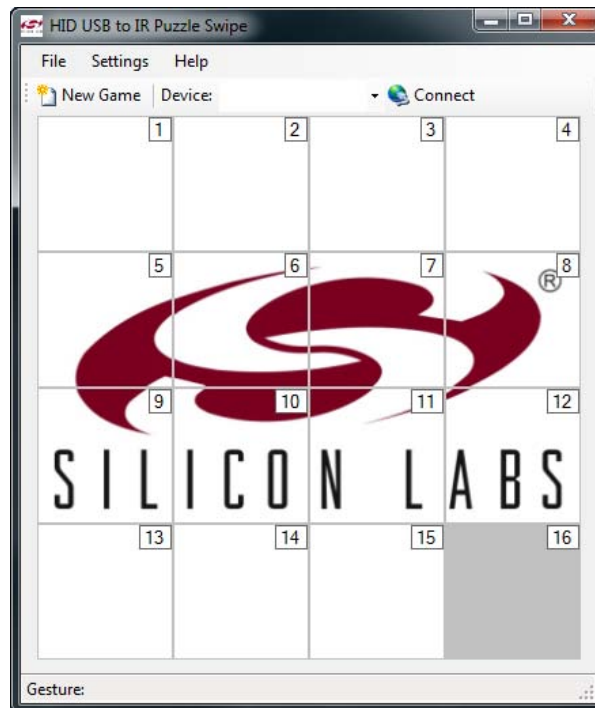 HID USB to IR Puzzle Swipe
File Settings Help
New Game Device: Connect
1 2 3 4
5 6 7 8
®
9 10 11 12
SILICON LABS
13 14 15 16
Gesture: